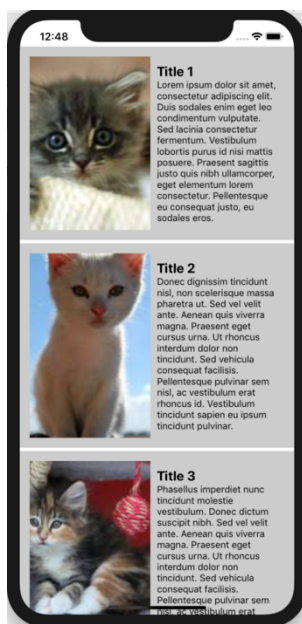 12:48
Title 1
Lorem ipsum dolor sit amet,
consectetur adipiscing elit.
Duis sodales enim eget leo
condimentum vulputate.
Sed lacinia consectetur
fermentum. Vestibulum
lobortis purus id nisi mattis
posuere. Praesent sagittis
justo quis nibh ullamcorper,
eget elementum lorem
consectetur. Pellentesque
eu consequat justo, eu
sodales eros.
Title 2
Donec dignissim tincidunt
nisl, non scelerisque massa
pharetra ut. Sed vel velit
ante. Aenean quis viverra
magna. Praesent eget
cursus urna. Ut rhoncus
interdum dolor non
tincidunt. Sed vehicula
consequat facilisis.
Pellentesque pulvinar sem
nisl, ac vestibulum erat
rhoncus id. Vestibulum
tincidunt sapien eu ipsum
tincidunt pulvinar.
Title 3
Phasellus imperdiet nunc
tincidunt molestie
vestibulum. Donec dictum
suscipit nibh. Sed vel velit
ante. Aenean quis viverra
magna. Praesent eget
cursus urna. Ut rhoncus
interdum dolor non
tincidunt. Sed vehicula
consequat facilisis.
Pellentesque pulvinar sem
nisl, ac vestibulum erat